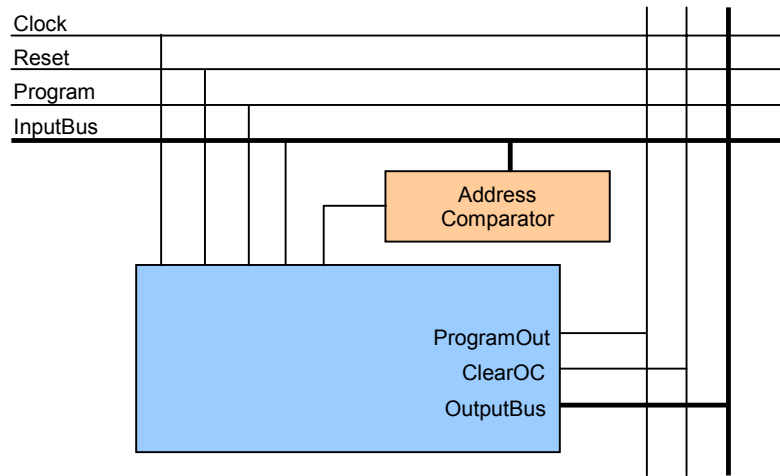 Clock
Reset
Program
InputBus
Address
Comparator
ProgramOut
ClearOC
OutputBus